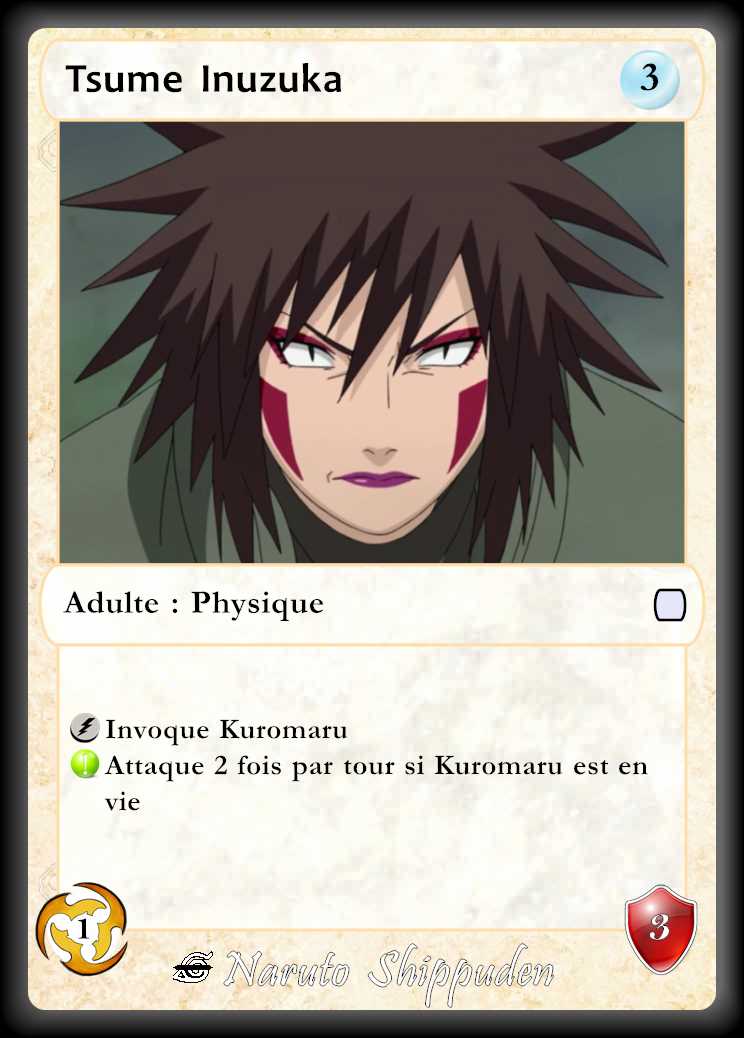 Tsume Inuzuka
3
Adulte : Physique
Invoque Kuromaru
Attaque 2 fois par tour si Kuromaru est en
vie
1
3
Naruto Shippuden